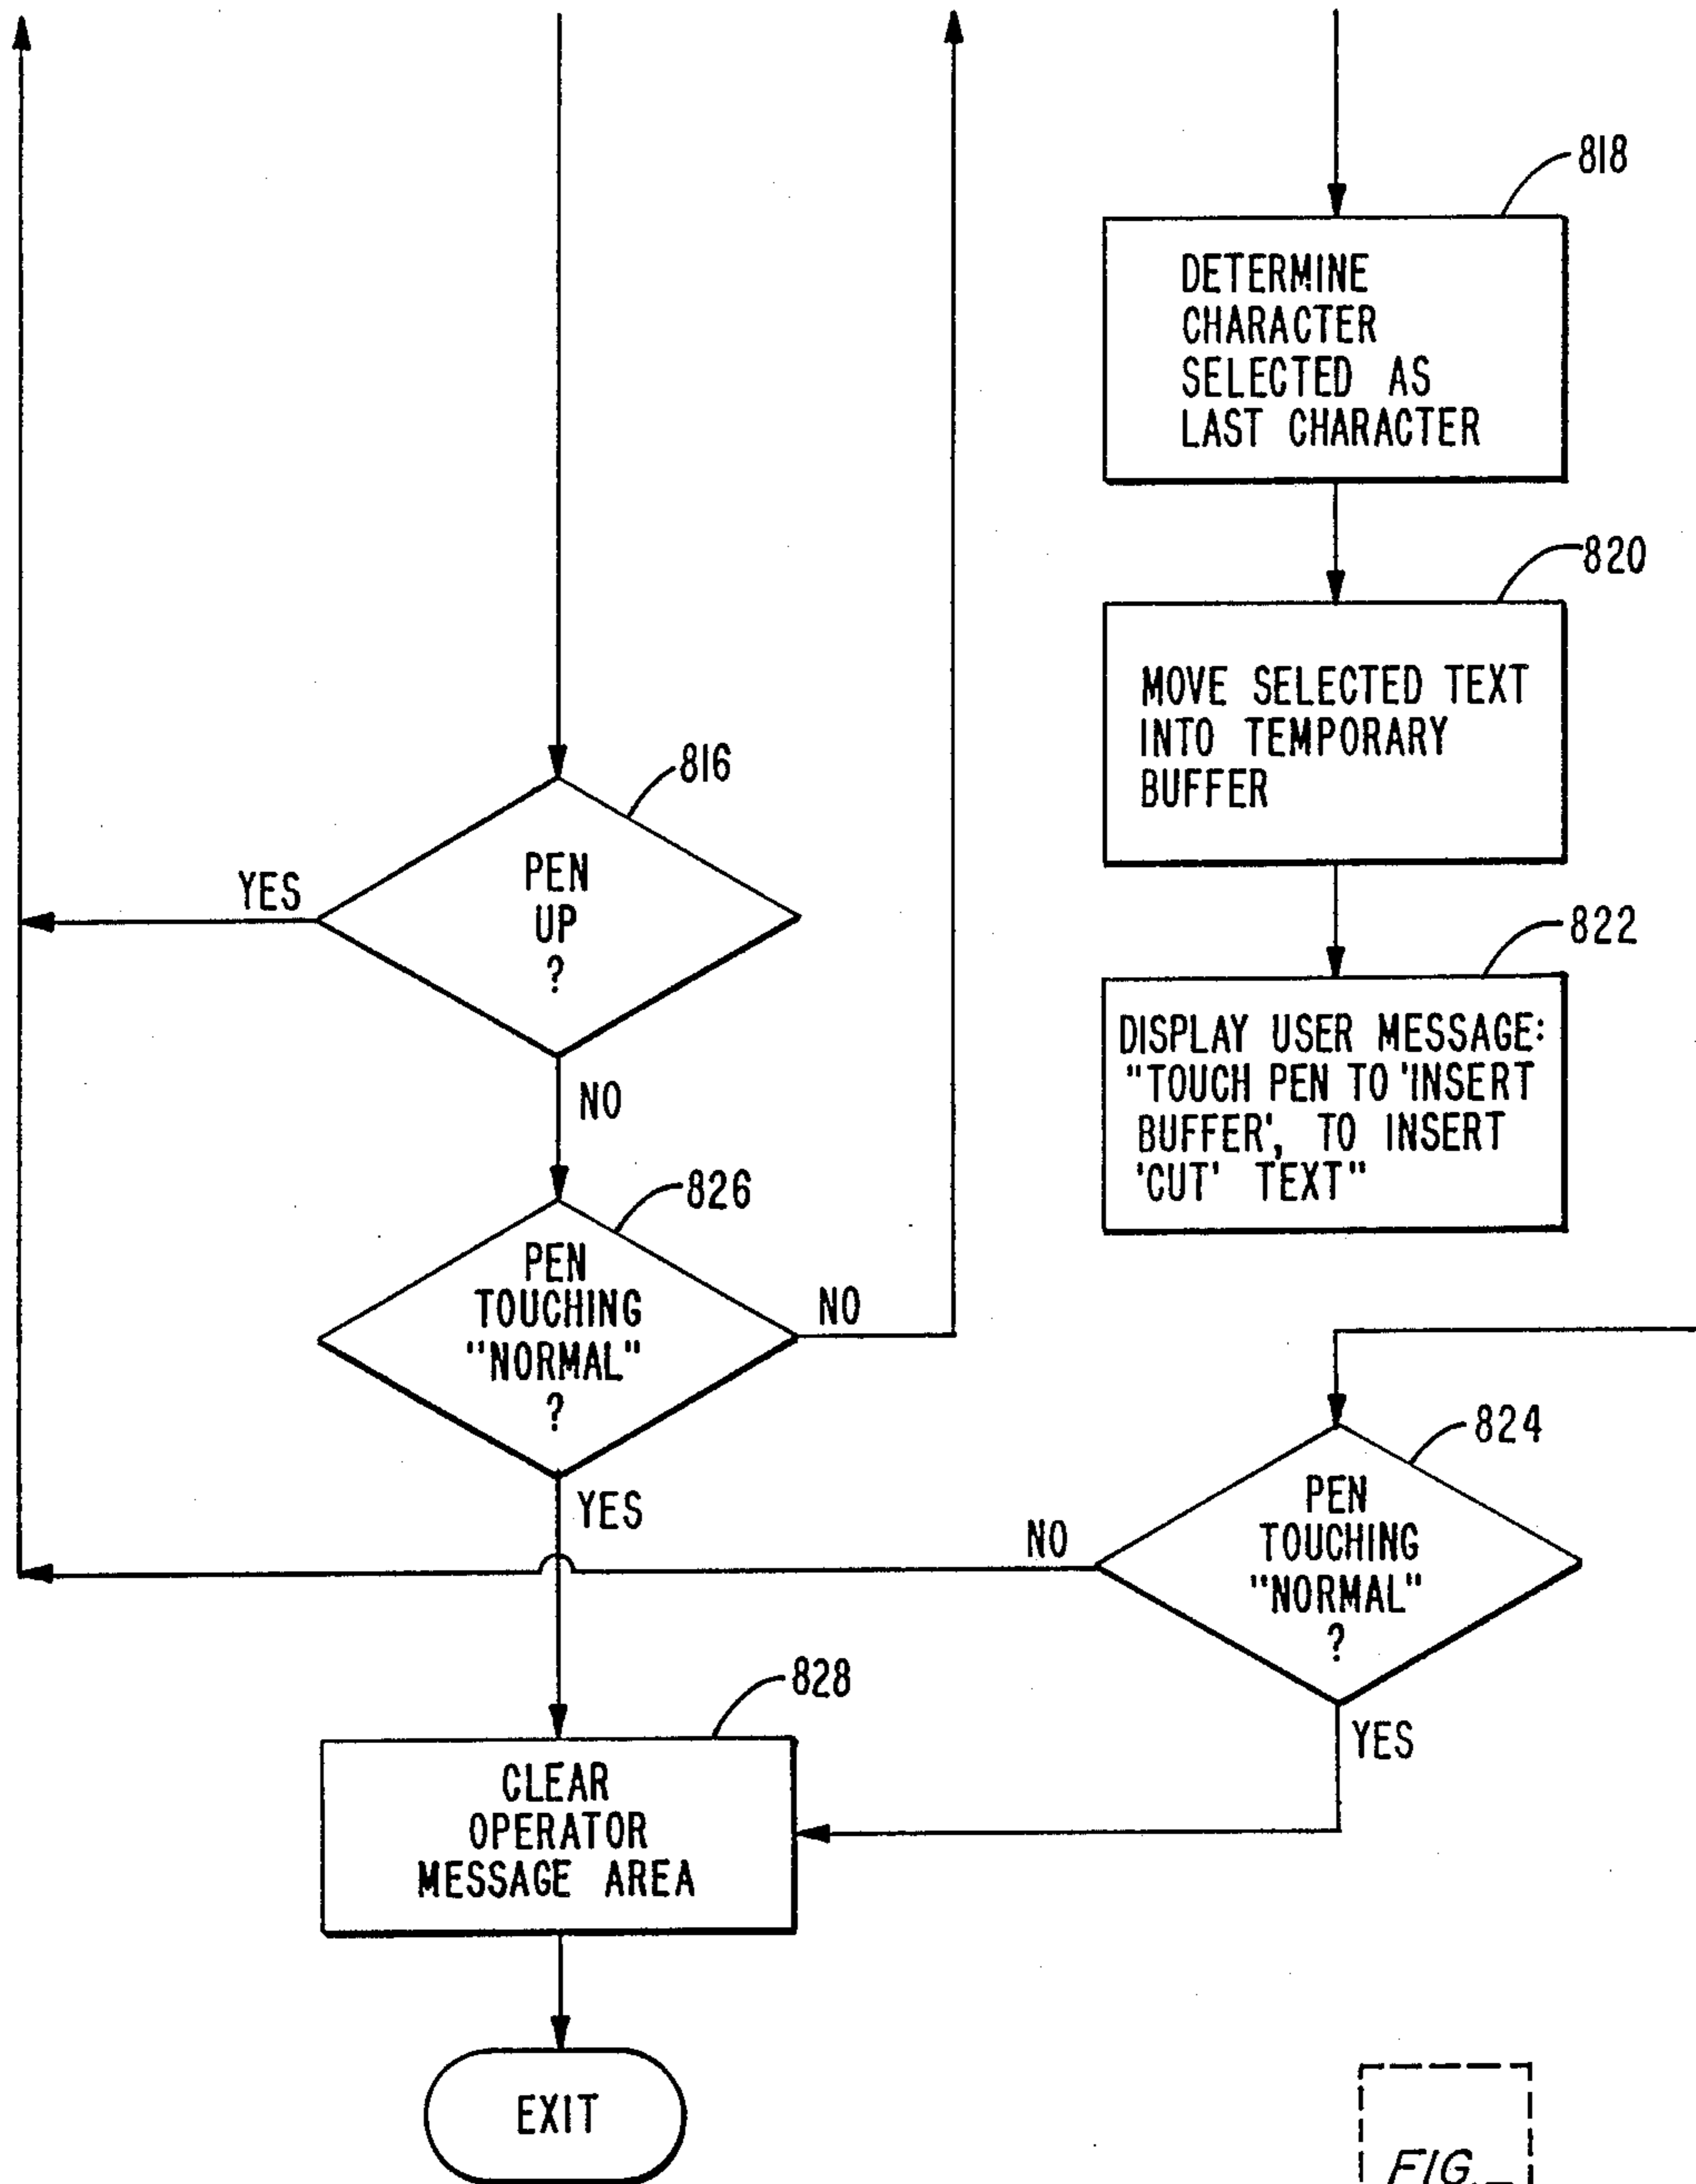 818
DETERMINE
CHARACTER
SELECTED AS
LAST CHARACTER
820
MOVE SELECTED TEXT
INTO TEMPORARY
BUFFER
816
PEN
UP
?
YES
NO
822
DISPLAY USER MESSAGE:
"TOUCH PEN TO 'INSERT
BUFFER', TO INSERT
'CUT' TEXT"
826
PEN
TOUCHING
"NORMAL"
?
NO
YES
824
PEN
TOUCHING
"NORMAL"
?
NO
YES
828
CLEAR
OPERATOR
MESSAGE AREA
EXIT
FIG._